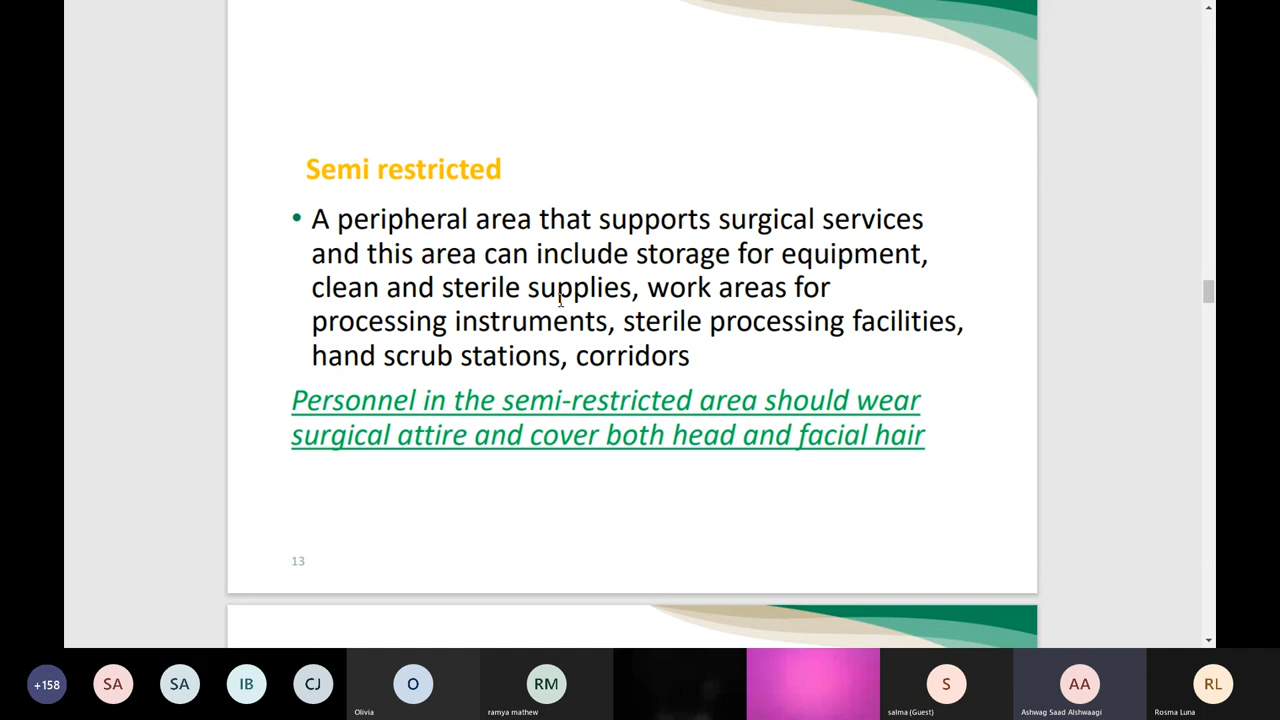 Semi restricted
• A peripheral area that supports surgical services
and this area can include storage for equipment,
clean and sterile supplies, work areas for
processing instruments, sterile processing facilities,
hand scrub stations, corridors
Personnel in the semi-restricted area should wear
surgical attire and cover both head and facial hair
13
+158
SA
SA
IB
CJ
O
RM
S
AA
RL
Olivia
ramya mathew
salma (Guest)
Ashwag Saad Alshwaagi
Rosma Luna